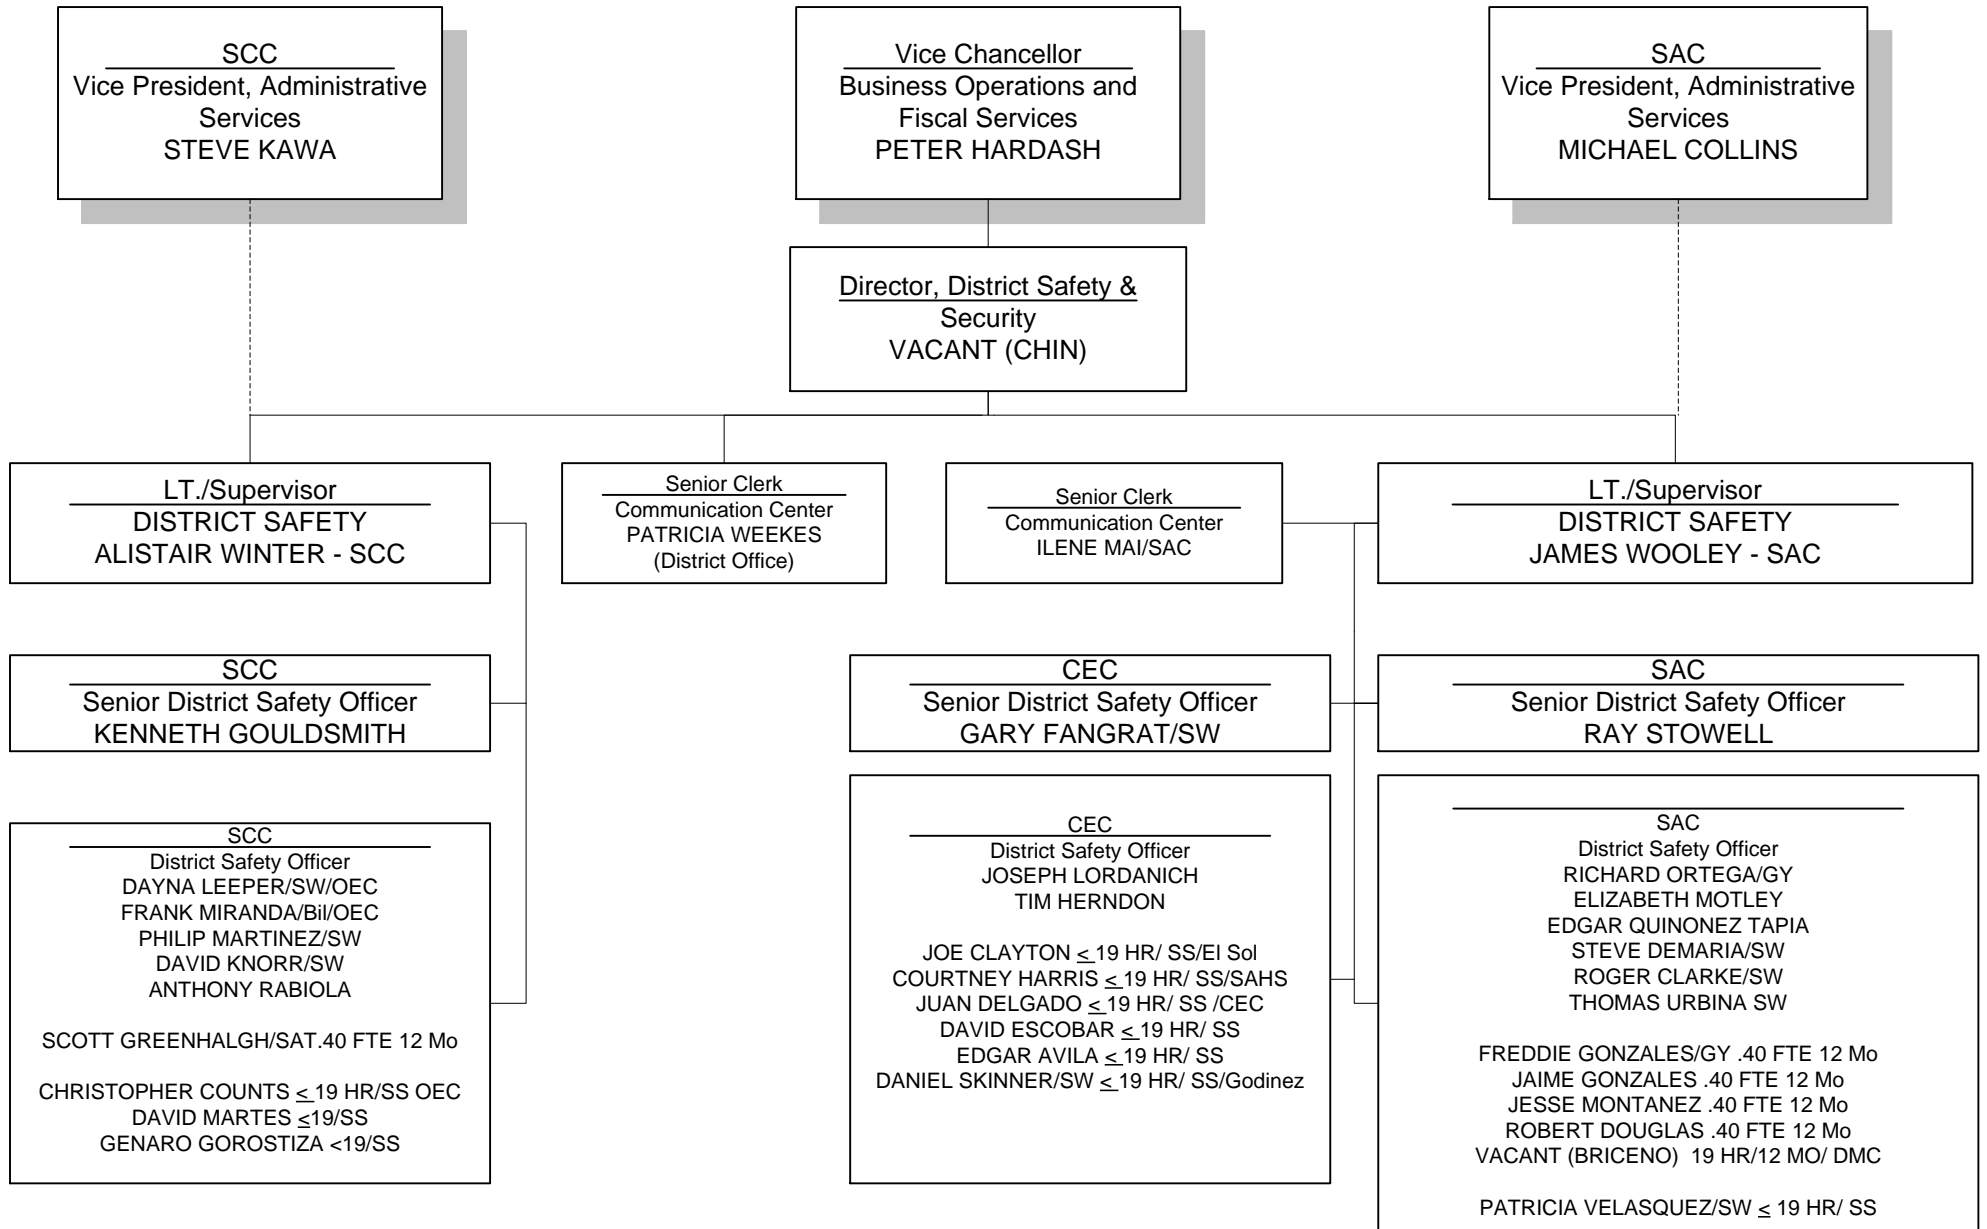 SCC
Vice President, Administrative
Services
STEVE KAWA
Vice Chancellor
Business Operations and
Fiscal Services
PETER HARDASH
SAC
Vice President, Administrative
Services
MICHAEL COLLINS
Director, District Safety &
Security
VACANT (CHIN)
LT./Supervisor
DISTRICT SAFETY
ALISTAIR WINTER - SCC
Senior Clerk
Communication Center
PATRICIA WEEKES
(District Office)
Senior Clerk
Communication Center
ILENE MAI/SAC
LT./Supervisor
DISTRICT SAFETY
JAMES WOOLEY - SAC
SCC
Senior District Safety Officer
KENNETH GOULDSMITH
CEC
Senior District Safety Officer
GARY FANGRAT/SW
SAC
Senior District Safety Officer
RAY STOWELL
SCC
District Safety Officer
DAYNA LEEPER/SW/OEC
FRANK MIRANDA/Bil/OEC
PHILIP MARTINEZ/SW
DAVID KNORR/SW
ANTHONY RABIOLA
SCOTT GREENHALGH/SAT.40 FTE 12 Mo
CHRISTOPHER COUNTS < 19 HR/SS OEC
DAVID MARTES <19/SS
GENARO GOROSTIZA <19/SS
CEC
District Safety Officer
JOSEPH LORDANICH
TIM HERNDON
JOE CLAYTON < 19 HR/ SS/El Sol
COURTNEY HARRIS < 19 HR/ SS/SAHS
JUAN DELGADO < 19 HR/ SS /CEC
DAVID ESCOBAR < 19 HR/ SS
EDGAR AVILA < 19 HR/ SS
DANIEL SKINNER/SW < 19 HR/ SS/Godinez
SAC
District Safety Officer
RICHARD ORTEGA/GY
ELIZABETH MOTLEY
EDGAR QUINONEZ TAPIA
STEVE DEMARIA/SW
ROGER CLARKE/SW
THOMAS URBINA SW
FREDDIE GONZALES/GY .40 FTE 12 Mo
JAIME GONZALES .40 FTE 12 Mo
JESSE MONTANEZ .40 FTE 12 Mo
ROBERT DOUGLAS .40 FTE 12 Mo
VACANT (BRICENO) 19 HR/12 MO/ DMC
PATRICIA VELASQUEZ/SW < 19 HR/ SS